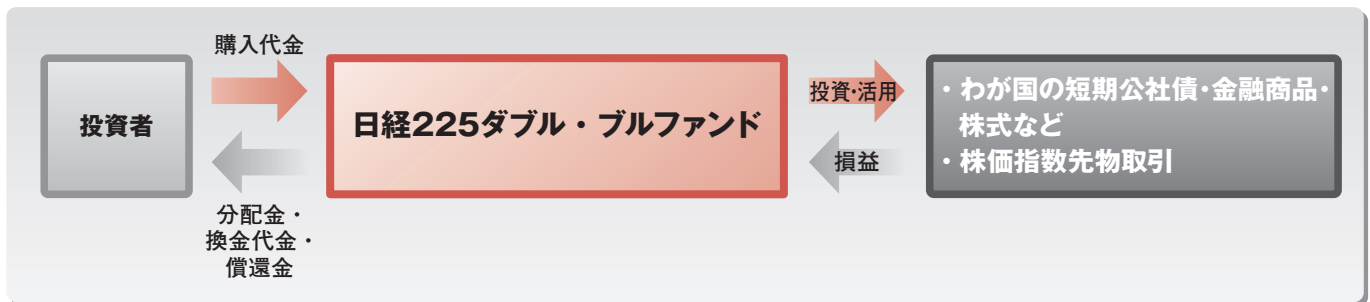 購入代金
投資者
分配金・
換金代金・
償還金
日経225ダブル・ブルファンド
投資・活用
損益
・わが国の短期公社債・金融商品・
株式など
・株価指数先物取引